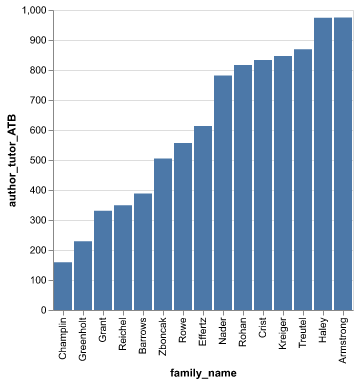 1,000
900
800
700
600
500
400
300
200
100
0
author_tutor_ATB
Champlin
Greenholt
Grant
Reichel
Barrows
Zboncak
Rowe
Effertz
Nader
Rohan
Crist
Kreiger
Treutel
Haley
Armstrong
family_name